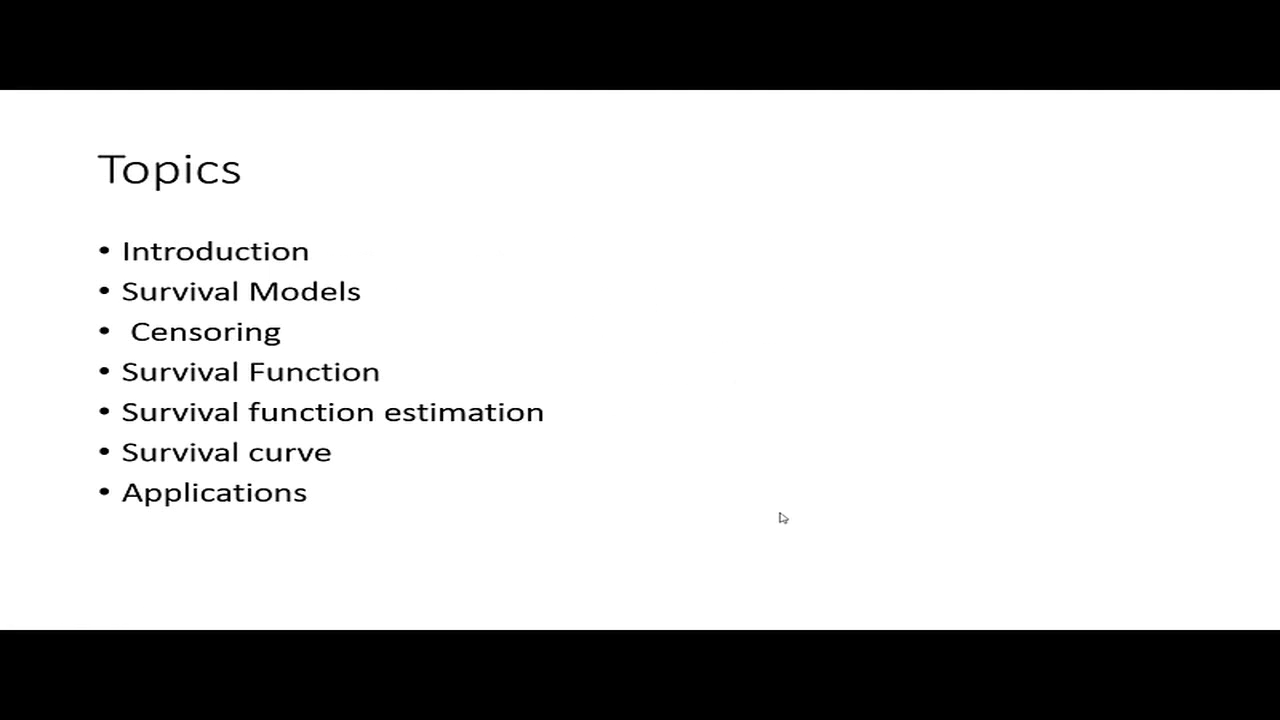 Topics
• Introduction
• Survival Models
• Censoring
• Survival Function
• Survival function estimation
• Survival curve
• Applications